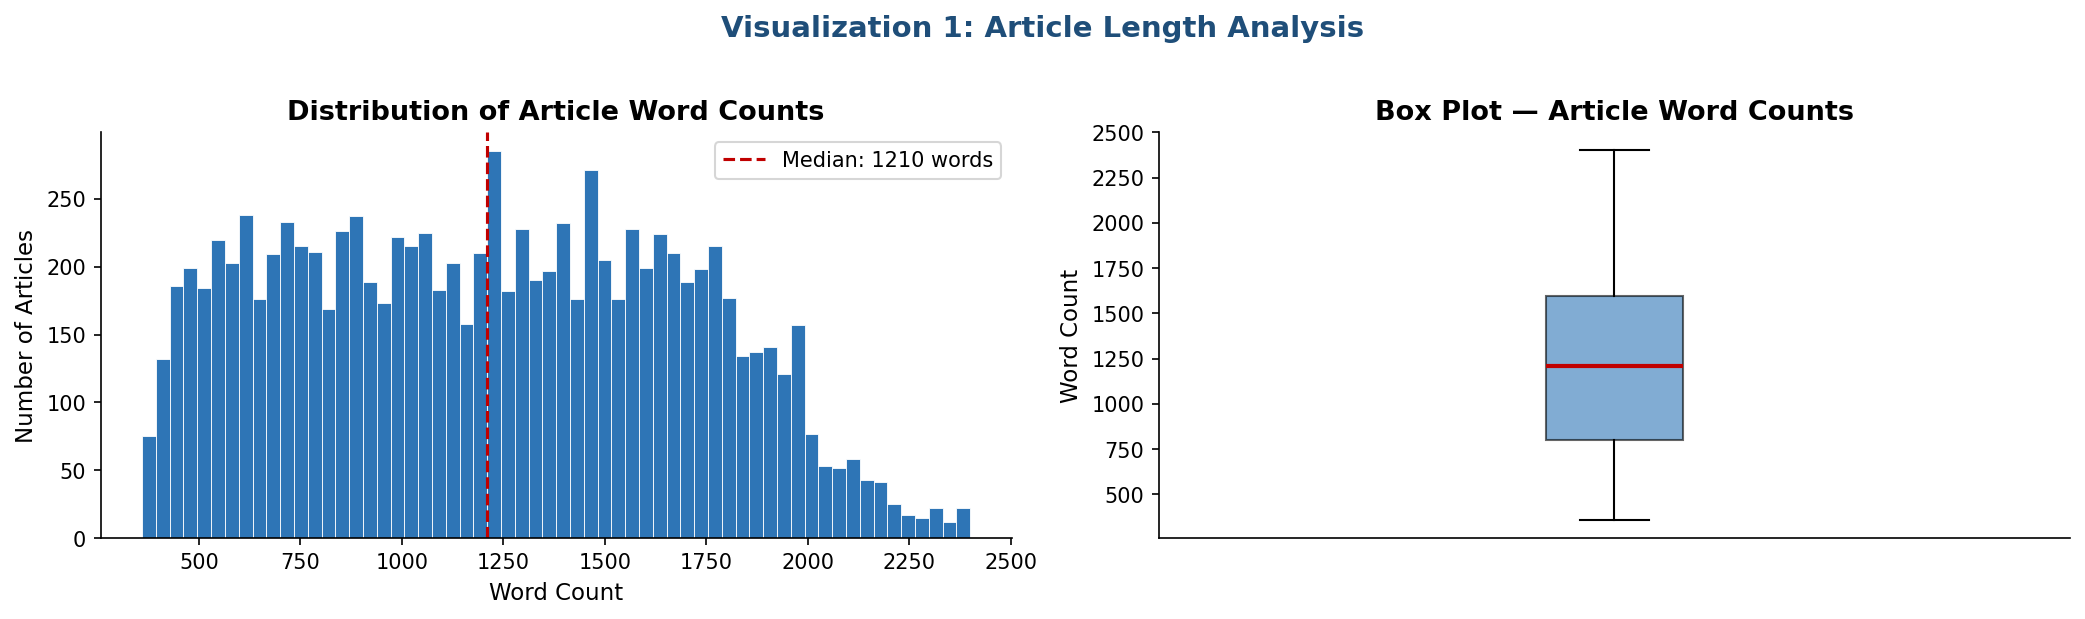 Visualization 1: Article Length Analysis
Distribution of Article Word Counts
Median: 1210 words
Number of Articles
250
200
150
100
50
0
500 750 1000 1250 1500 1750 2000 2250 2500
Word Count
Box Plot — Article Word Counts
Word Count
2500
2250
2000
1750
1500
1250
1000
750
500